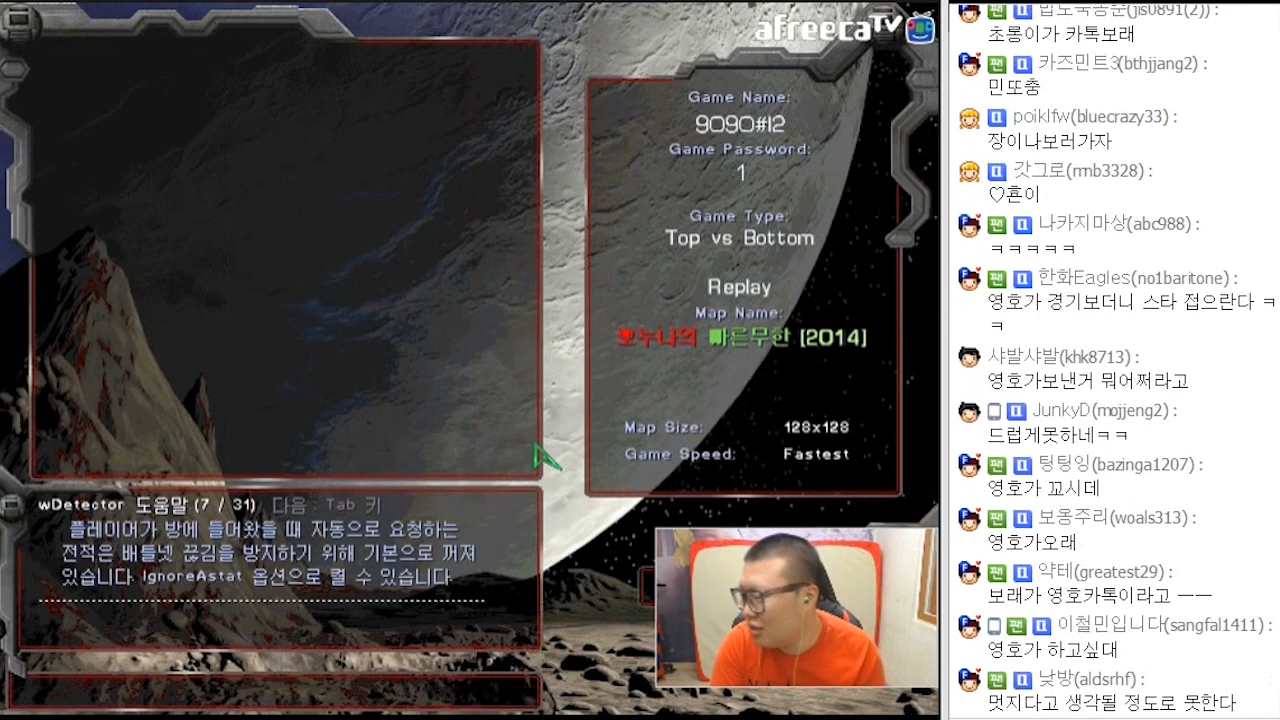 afreecaTV
Game Name:
9090#12
Game Password:
1
Game Type:
Top vs Bottom
Replay
Map Name:
뽀누냐의 빠른무한 [2014]
Map Size: 128x128
Game Speed: Fastest
wDetector 도움말 (7 / 31) 다음 : Tab 키
플레이어가 방에 들어왔을 때 자동으로 요청하는
전적은 배틀넷 끊김을 방지하기 위해 기본으로 꺼져
있습니다. IgnoreAstat 옵션으로 켤 수 있습니다.
(jis0891(2)) :
초롱이가 카톡보래
카즈민트3(bthjjang2) :
민또충
poiklfw(bluecrazy33) :
장이나보러가자
갓그로(rmb3328) :
♡흔이
나카지마상(abc988) :
ㅋㅋㅋㅋㅋ
한화Eagles(no1baritone) :
영호가 경기보더니 스타 접으란다 ㅋ
ㅋ
샤발샤발(khk8713) :
영호가보낸거 뭐어쩌라고
JunkyD(mojjeng2) :
드럽게못하네ㅋㅋ
팅팅잉(bazinga1207) :
영호가 꼬시데
보옹주리(woals313) :
영호가오래
약테(greatest29) :
보래가 영호카톡이라고 ㅡㅡ
이철민입니다(sangfal1411) :
영호가 하고싶대
낮방(aldsrhf) :
멋지다고 생각될 정도로 못한다